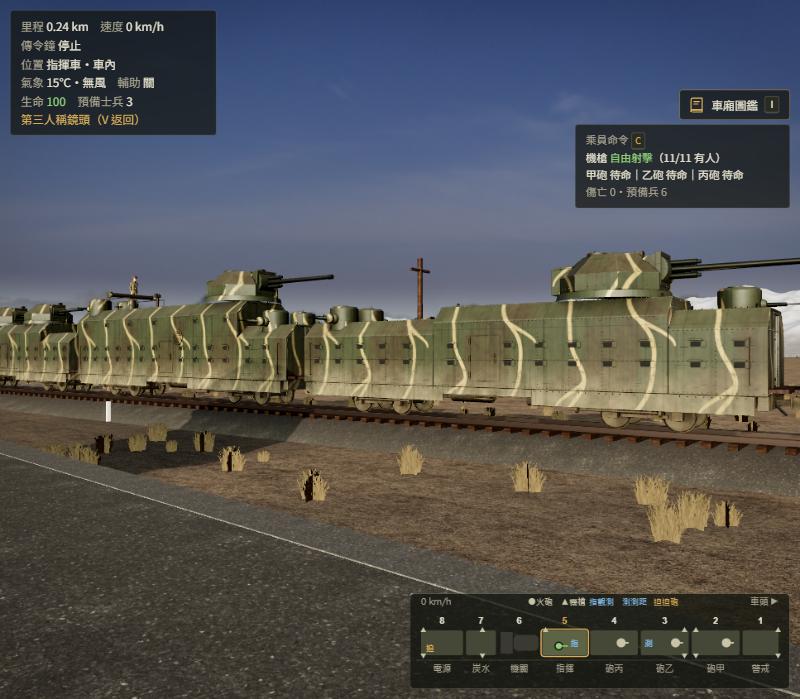 里程 0.24 km 速度 0 km/h
傳令鐘 停止
位置 指揮車・車內
氣象 15°C・無風 輔助 關
生命 100 預備士兵 3
第三人稱鏡頭（V 返回）
車廂圖鑑 I
乘員命令 C
機槍 自由射擊（11/11 有人）
甲砲 待命｜乙砲 待命｜丙砲 待命
傷亡 0・預備兵 6
0 km/h ●火砲 ▲機槍 指觀測 測測距 迫迫砲 車頭 ▶
8 7 6 5 4 3 2 1
迫 指 測
電源 炭水 機關 指揮 砲丙 砲乙 砲甲 警戒